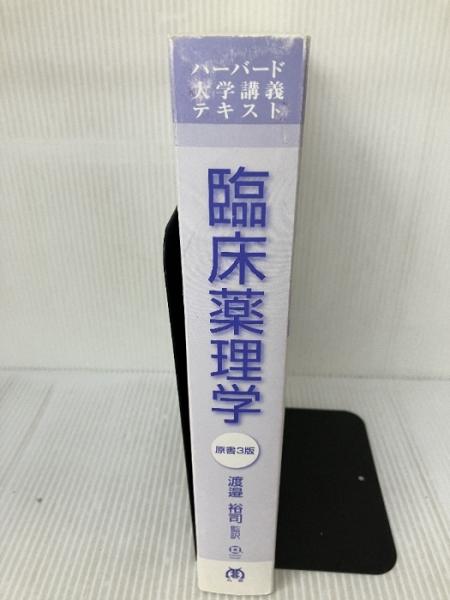 ハーバード
大学講義
テキスト
臨床薬理学
原書3版
渡邉 裕司 監訳